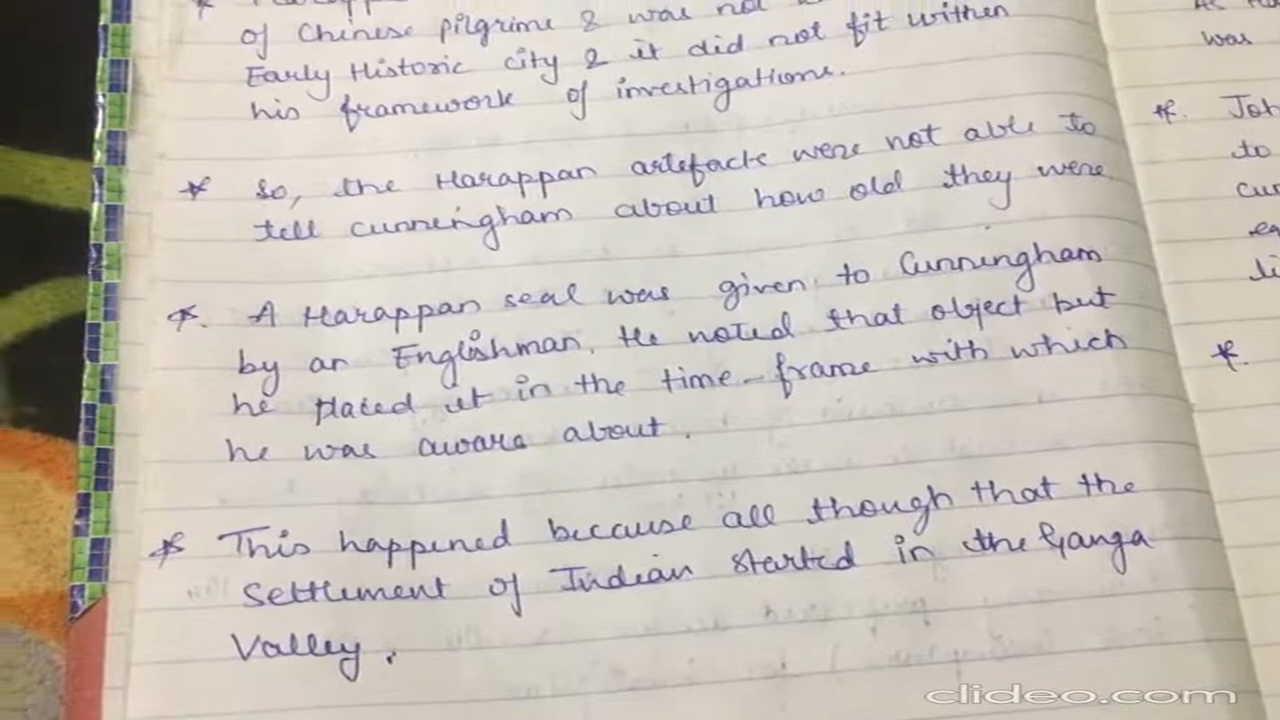 of Chinese pilgrims & was not
Early Historic city & it did not fit within
his framework of investigations.
* So, the Harappan artefacts were not able to
tell Cunningham about how old they were
*. A Harappan seal was given to Cunningham
by an Englishman. He noted that object but
he placed it in the time-frame with which
he was aware about.
* This happened because all though that the
settlement of Indian started in the Ganga
Valley.
was
*. Joh
to
cur
*.
clideo.com